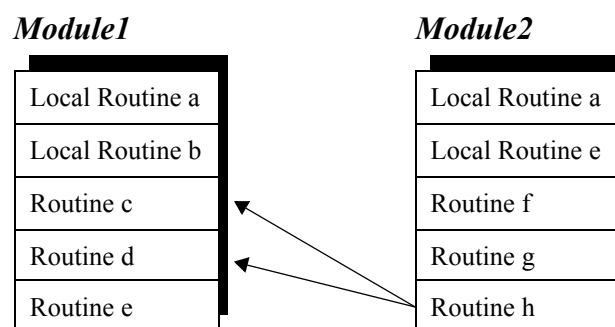 Module1
Local Routine a
Local Routine b
Routine c
Routine d
Routine e
Module2
Local Routine a
Local Routine e
Routine f
Routine g
Routine h